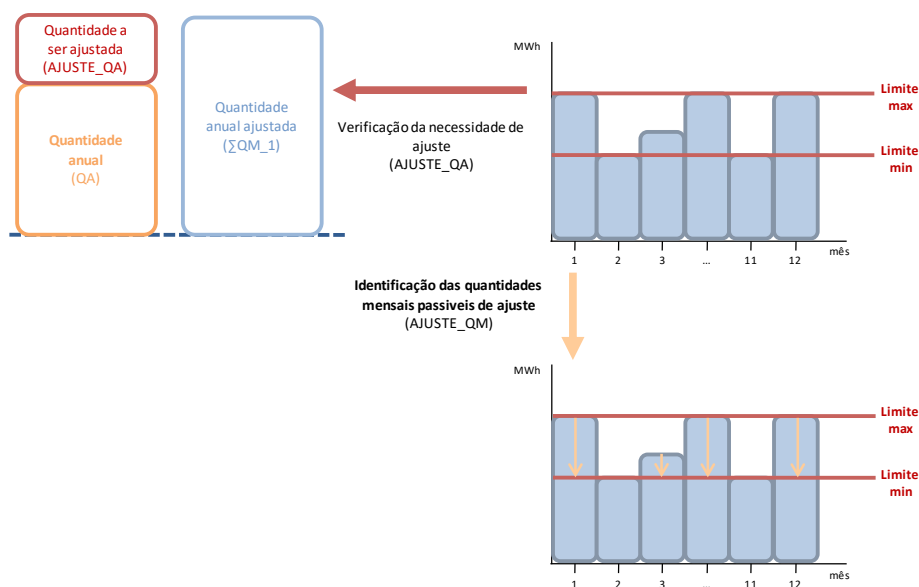 Quantidade a
ser ajustada
(AJUSTE_QA)
Quantidade
anual
(QA)
Quantidade
anual ajustada
(∑QM_1)
Verificação da necessidade de
ajuste
(AJUSTE_QA)
MWh
Limite
max
Limite
min
1 2 3 ... 11 12
mês
Identificação das quantidades
mensais passiveis de ajuste
(AJUSTE_QM)
MWh
Limite
max
Limite
min
1 2 3 ... 11 12
mês